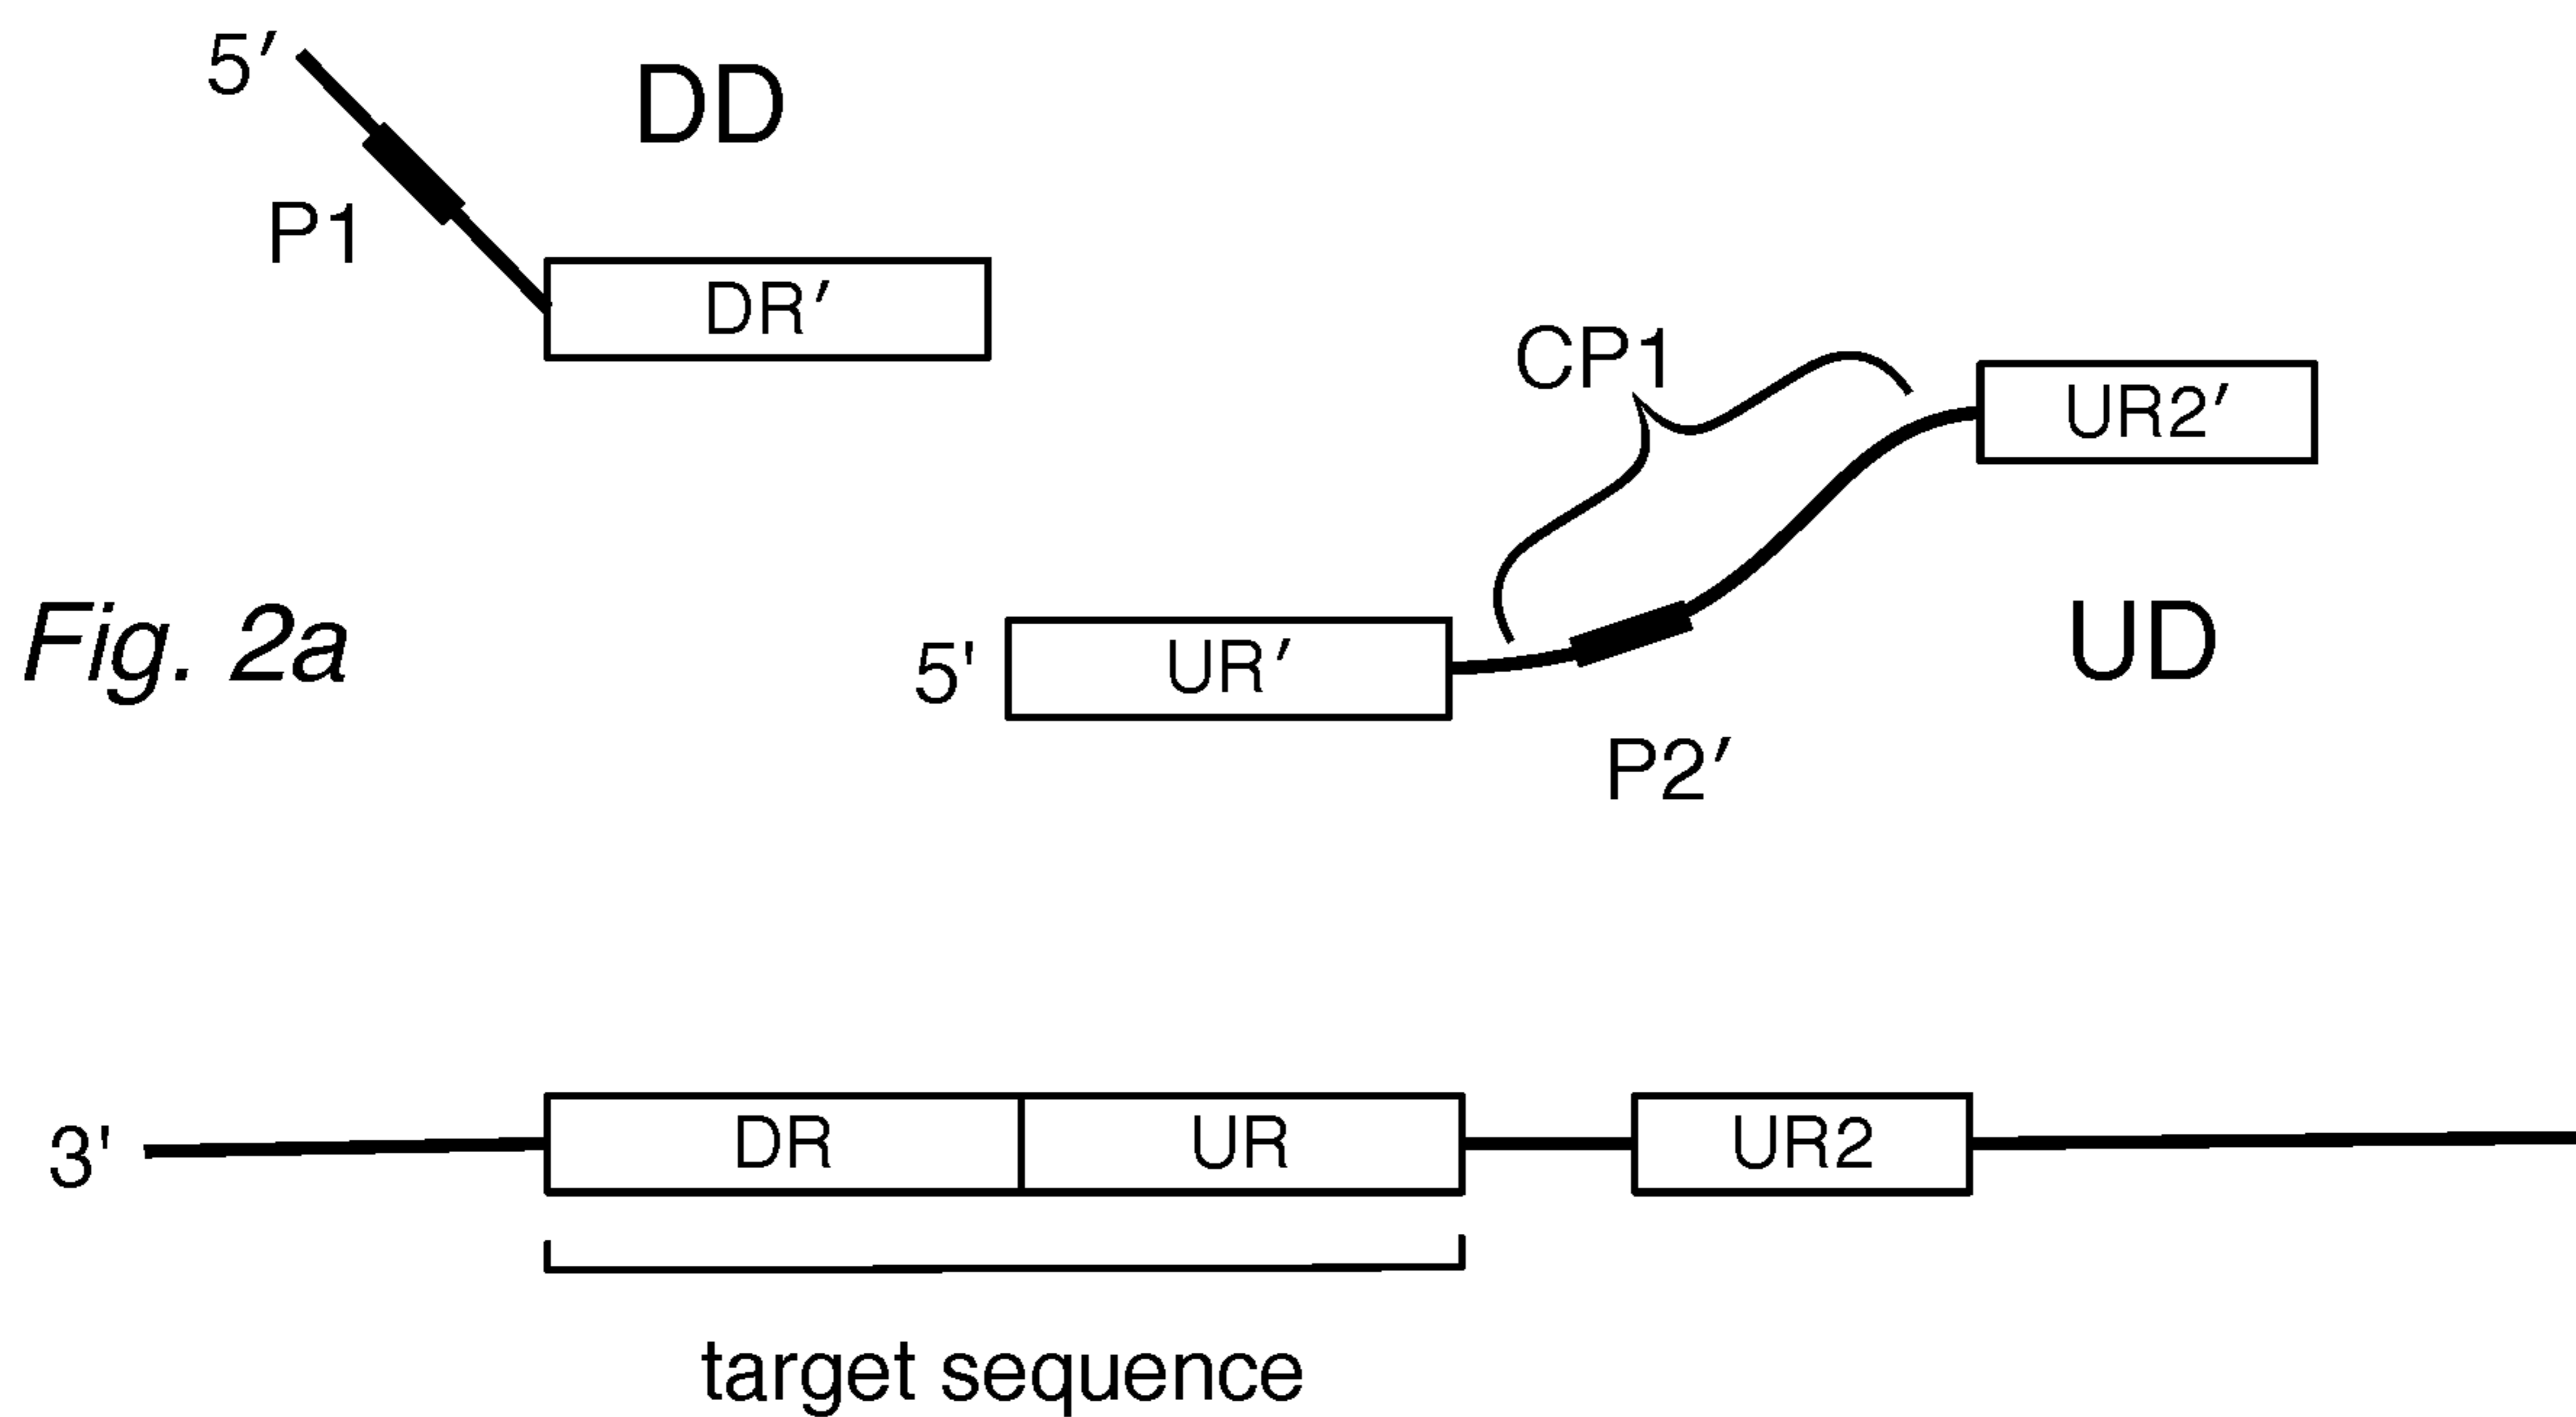 5′
DD
P1
DR′
CP1
UR2′
Fig. 2a
5'
UR′
UD
P2′
3'
DR
UR
UR2
target sequence